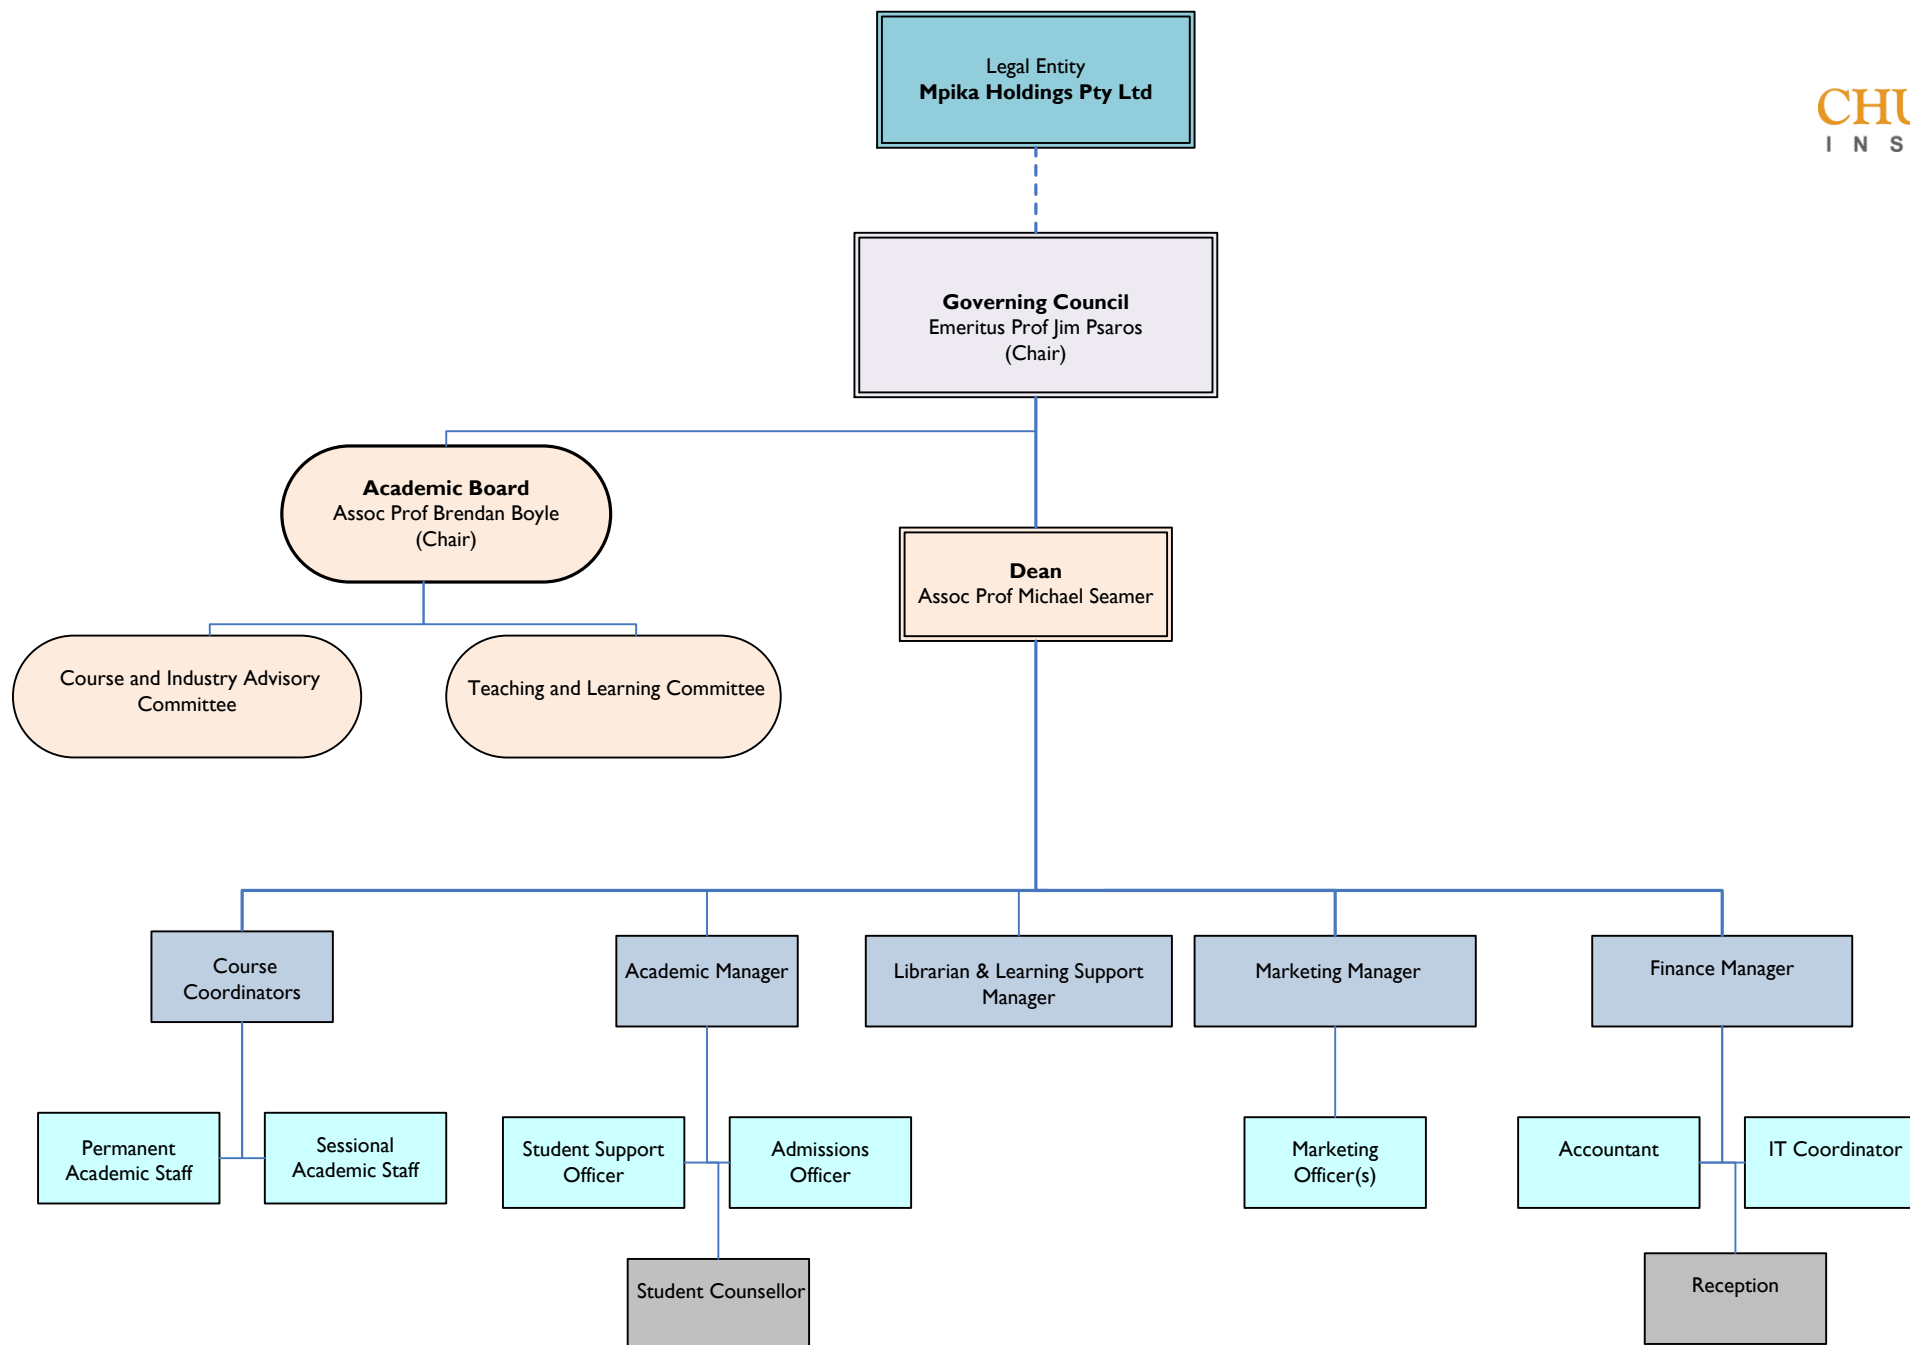 Legal Entity
Mpika Holdings Pty Ltd
CHU
INS
Governing Council
Emeritus Prof Jim Psaros
(Chair)
Academic Board
Assoc Prof Brendan Boyle
(Chair)
Dean
Assoc Prof Michael Seamer
Course and Industry Advisory
Committee
Teaching and Learning Committee
Course
Coordinators
Academic Manager
Librarian & Learning Support
Manager
Marketing Manager
Finance Manager
Permanent
Academic Staff
Sessional
Academic Staff
Student Support
Officer
Admissions
Officer
Marketing
Officer(s)
Accountant
IT Coordinator
Student Counsellor
Reception